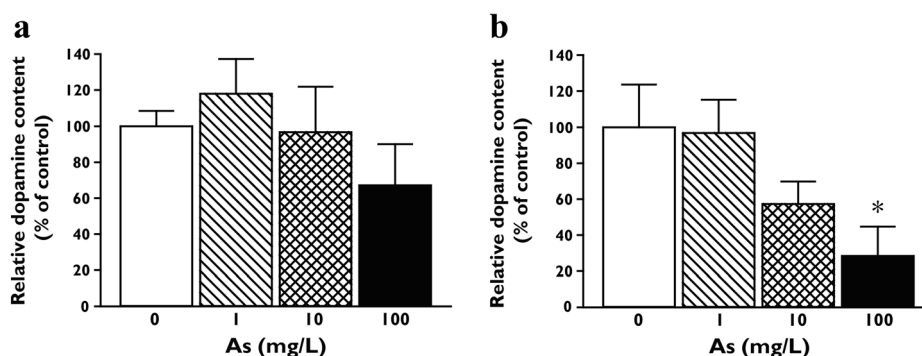 a
Relative dopamine content
(% of control)
140
120
100
80
60
40
20
0
0 1 10 100
As (mg/L)
b
Relative dopamine content
(% of control)
140
120
100
80
60
40
20
0
*
0 1 10 100
As (mg/L)